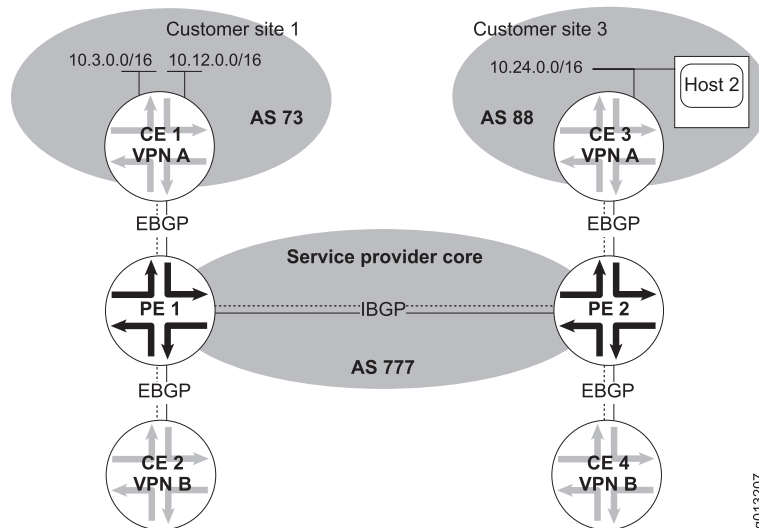 Customer site 1
Customer site 3
10.3.0.0/16
10.12.0.0/16
10.24.0.0/16
Host 2
AS 73
AS 88
CE 1
VPN A
CE 3
VPN A
EBGP
EBGP
Service provider core
PE 1
IBGP
PE 2
AS 777
EBGP
EBGP
CE 2
VPN B
CE 4
VPN B
g013207